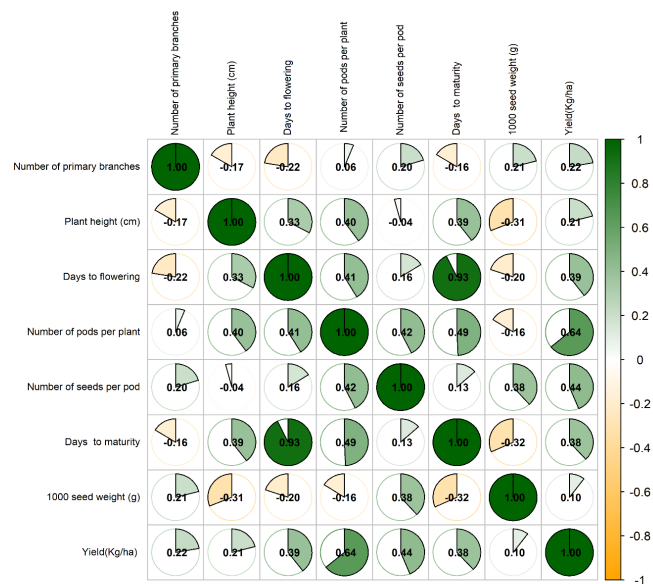 Number of primary branches
Plant height (cm)
Days to flowering
Number of pods per plant
Number of seeds per pod
Days  to maturity
1000 seed weight (g)
Yield(Kg/ha)
Number of primary branches 1.00 -0.17 -0.22 0.06 0.20 -0.16 0.21 0.22
Plant height (cm) -0.17 1.00 0.33 0.40 -0.04 0.39 -0.31 0.21
Days to flowering -0.22 0.33 1.00 0.41 0.16 0.93 -0.20 0.39
Number of pods per plant 0.06 0.40 0.41 1.00 0.42 0.49 -0.16 0.64
Number of seeds per pod 0.20 -0.04 0.16 0.42 1.00 0.13 0.38 0.44
Days  to maturity -0.16 0.39 0.93 0.49 0.13 1.00 -0.32 0.38
1000 seed weight (g) 0.21 -0.31 -0.20 -0.16 0.38 -0.32 1.00 0.10
Yield(Kg/ha) 0.22 0.21 0.39 0.64 0.44 0.38 0.10 1.00
1
0.8
0.6
0.4
0.2
0
-0.2
-0.4
-0.6
-0.8
-1